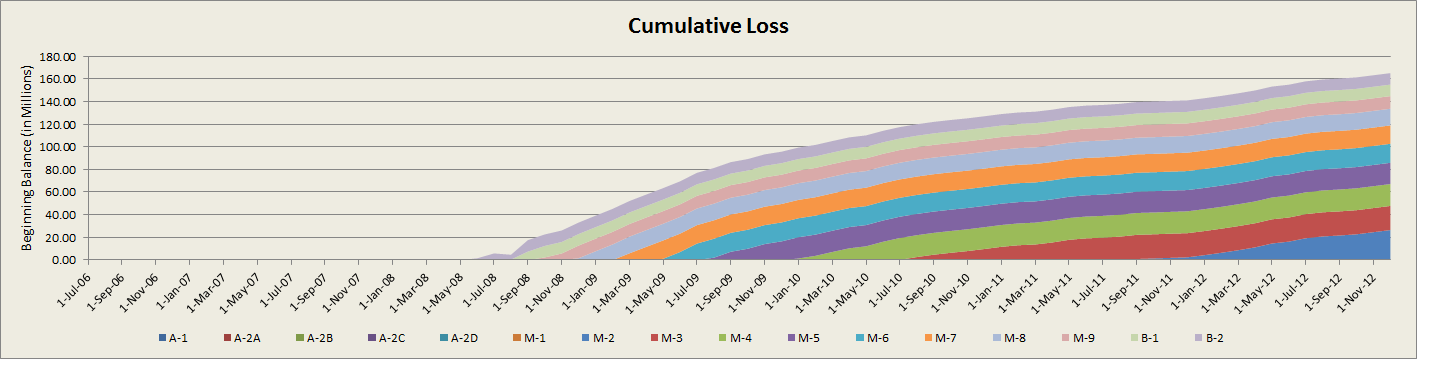 Cumulative Loss
Beginning Balance (in Millions)
180.00
160.00
140.00
120.00
100.00
80.00
60.00
40.00
20.00
0.00
1-Jul-06
1-Sep-06
1-Nov-06
1-Jan-07
1-Mar-07
1-May-07
1-Jul-07
1-Sep-07
1-Nov-07
1-Jan-08
1-Mar-08
1-May-08
1-Jul-08
1-Sep-08
1-Nov-08
1-Jan-09
1-Mar-09
1-May-09
1-Jul-09
1-Sep-09
1-Nov-09
1-Jan-10
1-Mar-10
1-May-10
1-Jul-10
1-Sep-10
1-Nov-10
1-Jan-11
1-Mar-11
1-May-11
1-Jul-11
1-Sep-11
1-Nov-11
1-Jan-12
1-Mar-12
1-May-12
1-Jul-12
1-Sep-12
1-Nov-12
A-1 A-2A A-2B A-2C A-2D M-1 M-2 M-3 M-4 M-5 M-6 M-7 M-8 M-9 B-1 B-2